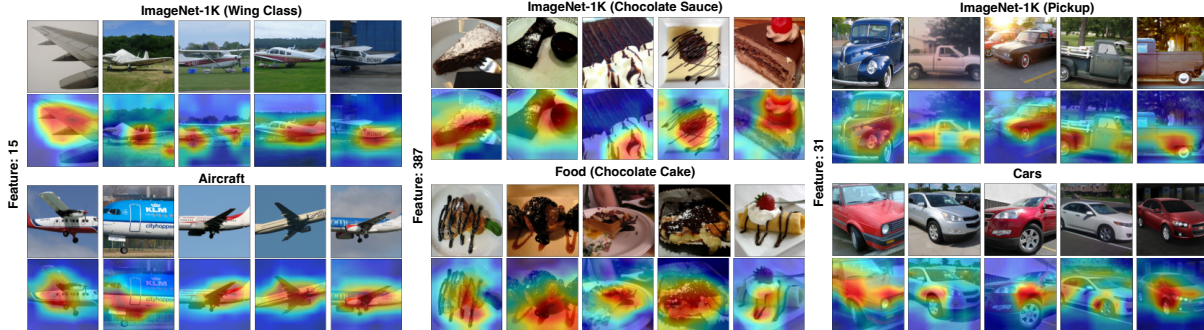 ImageNet-1K (Wing Class)
Feature: 15
Aircraft
KLM
cityhopper
ImageNet-1K (Chocolate Sauce)
Feature: 387
Food (Chocolate Cake)
ImageNet-1K (Pickup)
Feature: 31
Cars